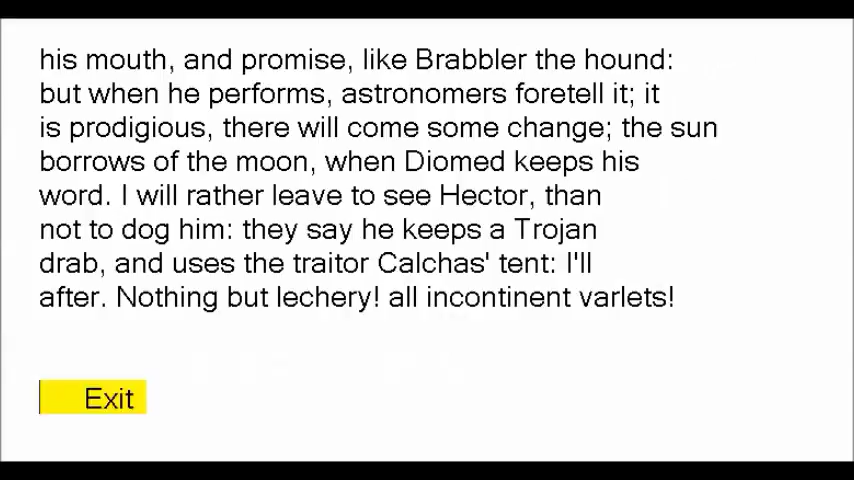 his mouth, and promise, like Brabbler the hound:
but when he performs, astronomers foretell it; it
is prodigious, there will come some change; the sun
borrows of the moon, when Diomed keeps his
word. I will rather leave to see Hector, than
not to dog him: they say he keeps a Trojan
drab, and uses the traitor Calchas' tent: I'll
after. Nothing but lechery! all incontinent varlets!
Exit